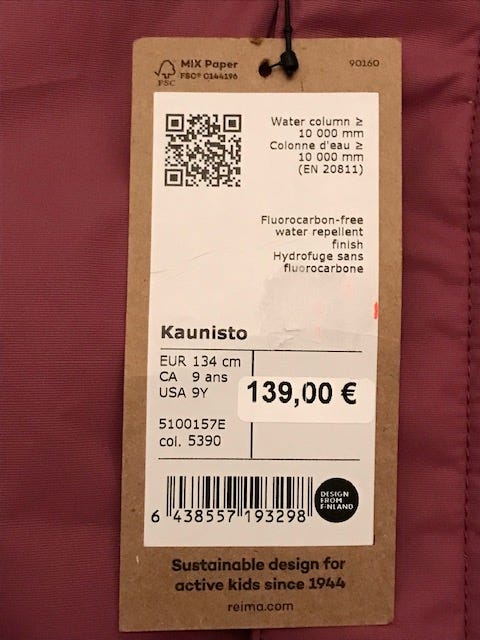 MIX Paper
FSC® C144196
FSC
90160
Water column ≥
10 000 mm
Colonne d'eau ≥
10 000 mm
(EN 20811)
Fluorocarbon-free
water repellent
finish
Hydrofuge sans
fluorocarbone
Kaunisto
EUR 134 cm
CA 9 ans
USA 9Y
139,00 €
5100157E
col. 5390
6 438557 193298
DESIGN
FROM
FINLAND
Sustainable design for
active kids since 1944
reima.com